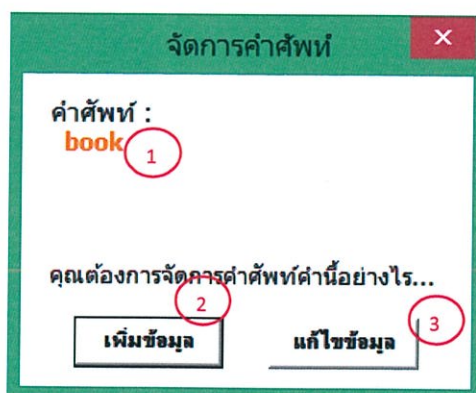 จัดการคำศัพท์
คำศัพท์ :
book
1
คุณต้องการจัดการคำศัพท์คำนี้อย่างไร...
2
3
เพิ่มข้อมูล
แก้ไขข้อมูล